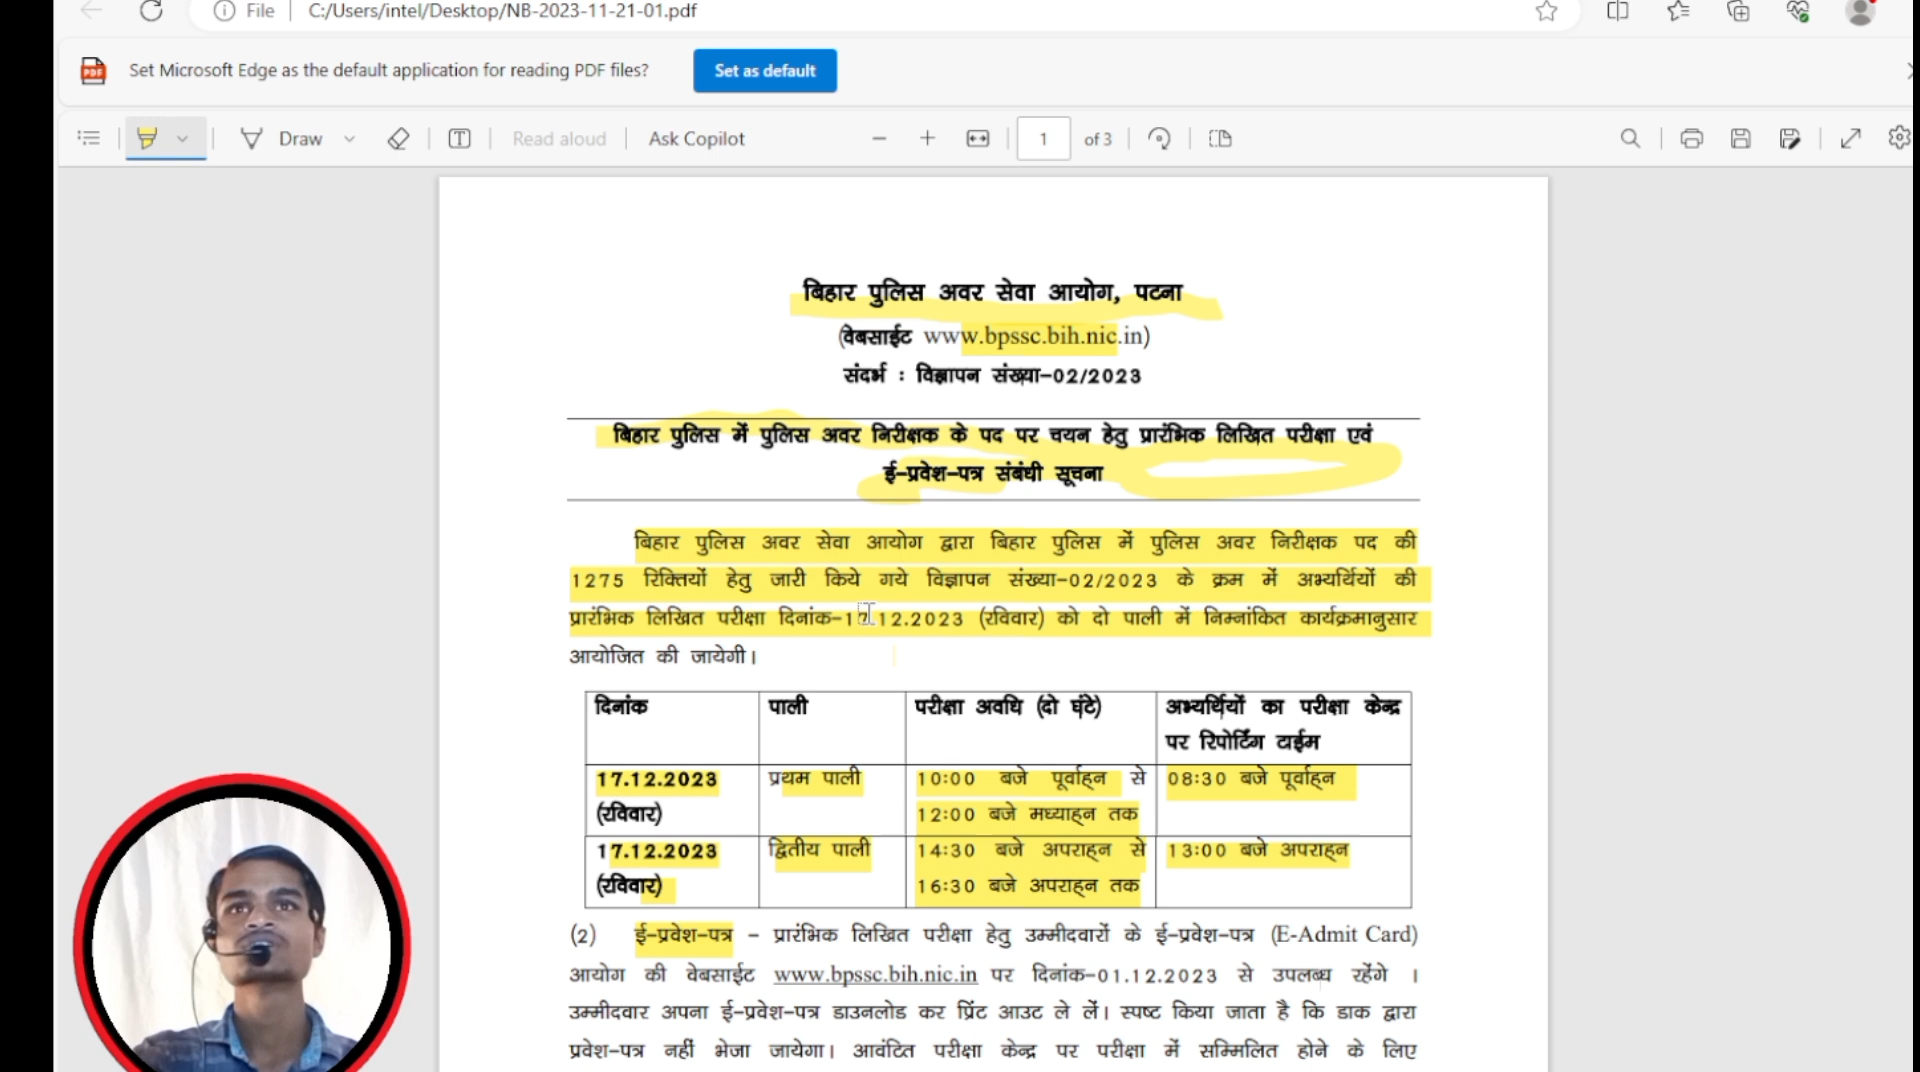 File C:/Users/intel/Desktop/NB-2023-11-21-01.pdf
Set Microsoft Edge as the default application for reading PDF files? Set as default
Draw Read aloud Ask Copilot 1 of 3
बिहार पुलिस अवर सेवा आयोग, पटना
(वेबसाईट www.bpssc.bih.nic.in)
संदर्भ : विज्ञापन संख्या-02/2023
बिहार पुलिस में पुलिस अवर निरीक्षक के पद पर चयन हेतु प्रारंभिक लिखित परीक्षा एवं
ई-प्रवेश-पत्र संबंधी सूचना
बिहार पुलिस अवर सेवा आयोग द्वारा बिहार पुलिस में पुलिस अवर निरीक्षक पद की
1275 रिक्तियों हेतु जारी किये गये विज्ञापन संख्या-02/2023 के क्रम में अभ्यर्थियों की
प्रारंभिक लिखित परीक्षा दिनांक-17.12.2023 (रविवार) को दो पाली में निम्नांकित कार्यक्रमानुसार
आयोजित की जायेगी।
दिनांक पाली परीक्षा अवधि (दो घंटे) अभ्यर्थियों का परीक्षा केन्द्र
पर रिपोर्टिंग टाईम
17.12.2023 प्रथम पाली 10:00 बजे पूर्वाह्न से 08:30 बजे पूर्वाह्न
(रविवार) 12:00 बजे मध्याह्न तक
17.12.2023 द्वितीय पाली 14:30 बजे अपराह्न से 13:00 बजे अपराह्न
(रविवार) 16:30 बजे अपराह्न तक
(2) ई-प्रवेश-पत्र - प्रारंभिक लिखित परीक्षा हेतु उम्मीदवारों के ई-प्रवेश-पत्र (E-Admit Card)
आयोग की वेबसाईट www.bpssc.bih.nic.in पर दिनांक-01.12.2023 से उपलब्ध रहेंगे ।
उम्मीदवार अपना ई-प्रवेश-पत्र डाउनलोड कर प्रिंट आउट ले लें। स्पष्ट किया जाता है कि डाक द्वारा
प्रवेश-पत्र नहीं भेजा जायेगा। आवंटित परीक्षा केन्द्र पर परीक्षा में सम्मिलित होने के लिए